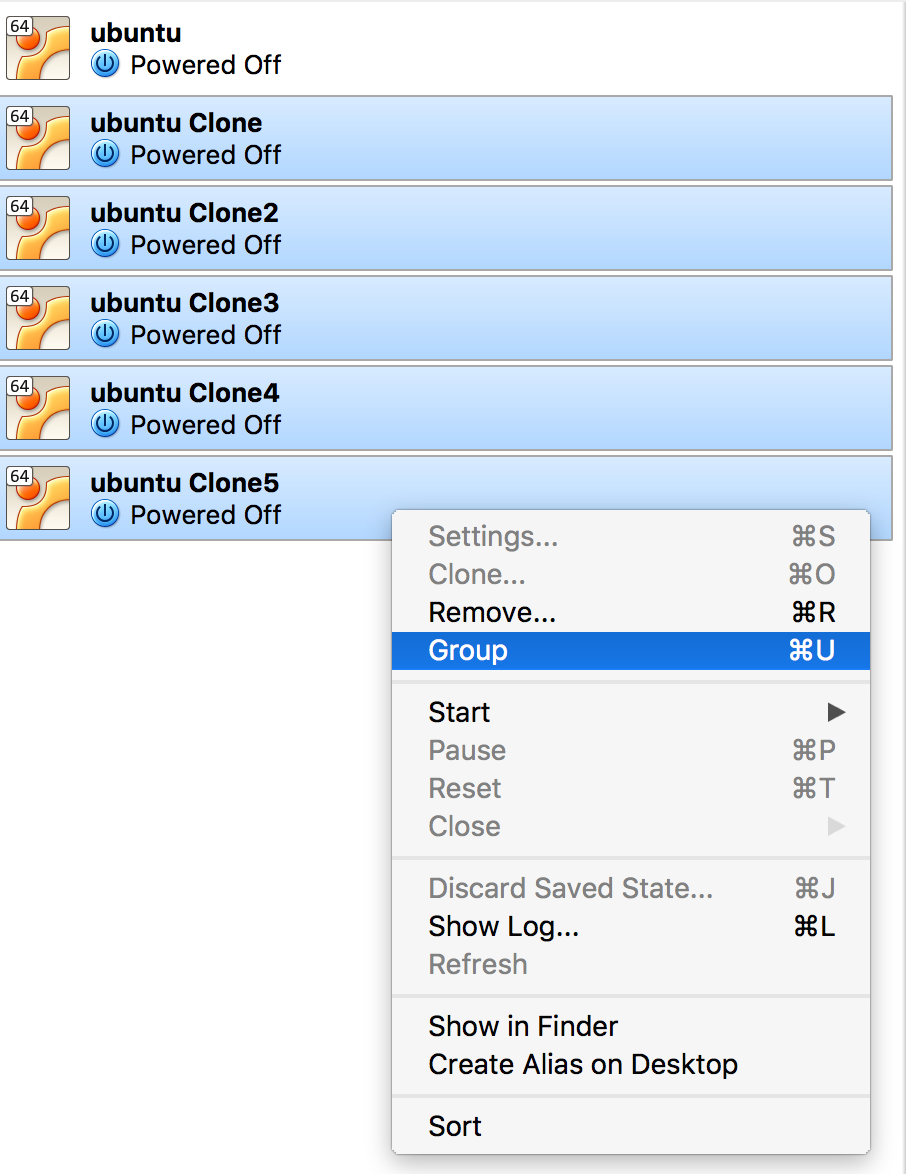 64
ubuntu
Powered Off
64
ubuntu Clone
Powered Off
64
ubuntu Clone2
Powered Off
64
ubuntu Clone3
Powered Off
64
ubuntu Clone4
Powered Off
64
ubuntu Clone5
Powered Off
Settings... ⌘S
Clone... ⌘O
Remove... ⌘R
Group ⌘U
Start
Pause ⌘P
Reset ⌘T
Close
Discard Saved State... ⌘J
Show Log... ⌘L
Refresh
Show in Finder
Create Alias on Desktop
Sort